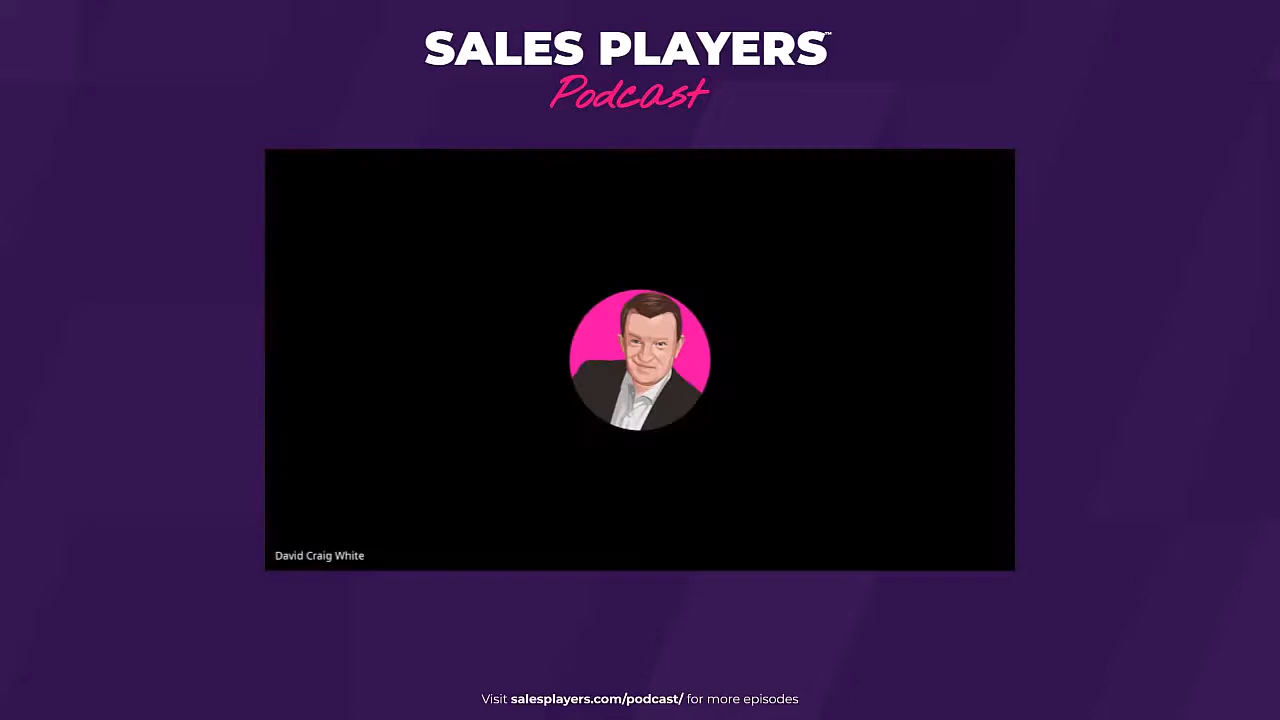 SALES PLAYERS™
Podcast
David Craig White
Visit salesplayers.com/podcast/ for more episodes